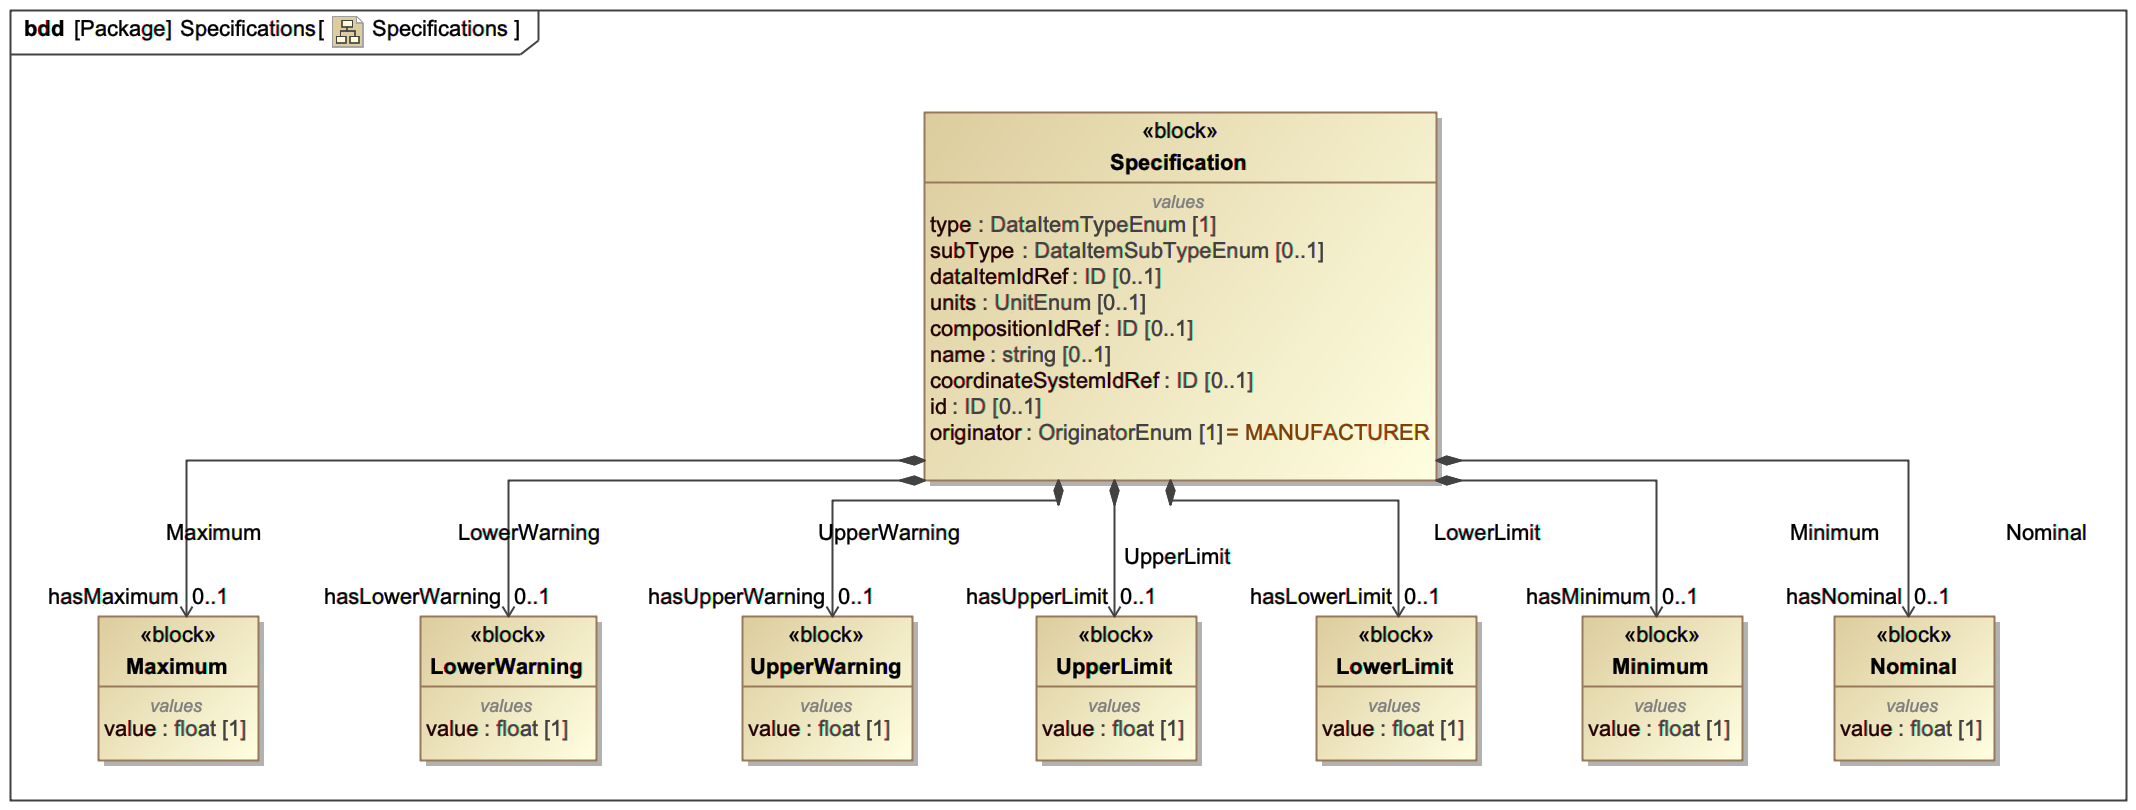 bdd [Package] Specifications[ Specifications ]
«block»
Specification
values
type : DataItemTypeEnum [1]
subType : DataItemSubTypeEnum [0..1]
dataItemIdRef : ID [0..1]
units : UnitEnum [0..1]
compositionIdRef : ID [0..1]
name : string [0..1]
coordinateSystemIdRef : ID [0..1]
id : ID [0..1]
originator : OriginatorEnum [1] = MANUFACTURER
Maximum
LowerWarning
UpperWarning
UpperLimit
LowerLimit
Minimum
Nominal
hasMaximum 0..1
hasLowerWarning 0..1
hasUpperWarning 0..1
hasUpperLimit 0..1
hasLowerLimit 0..1
hasMinimum 0..1
hasNominal 0..1
«block»
Maximum
values
value : float [1]
«block»
LowerWarning
values
value : float [1]
«block»
UpperWarning
values
value : float [1]
«block»
UpperLimit
values
value : float [1]
«block»
LowerLimit
values
value : float [1]
«block»
Minimum
values
value : float [1]
«block»
Nominal
values
value : float [1]